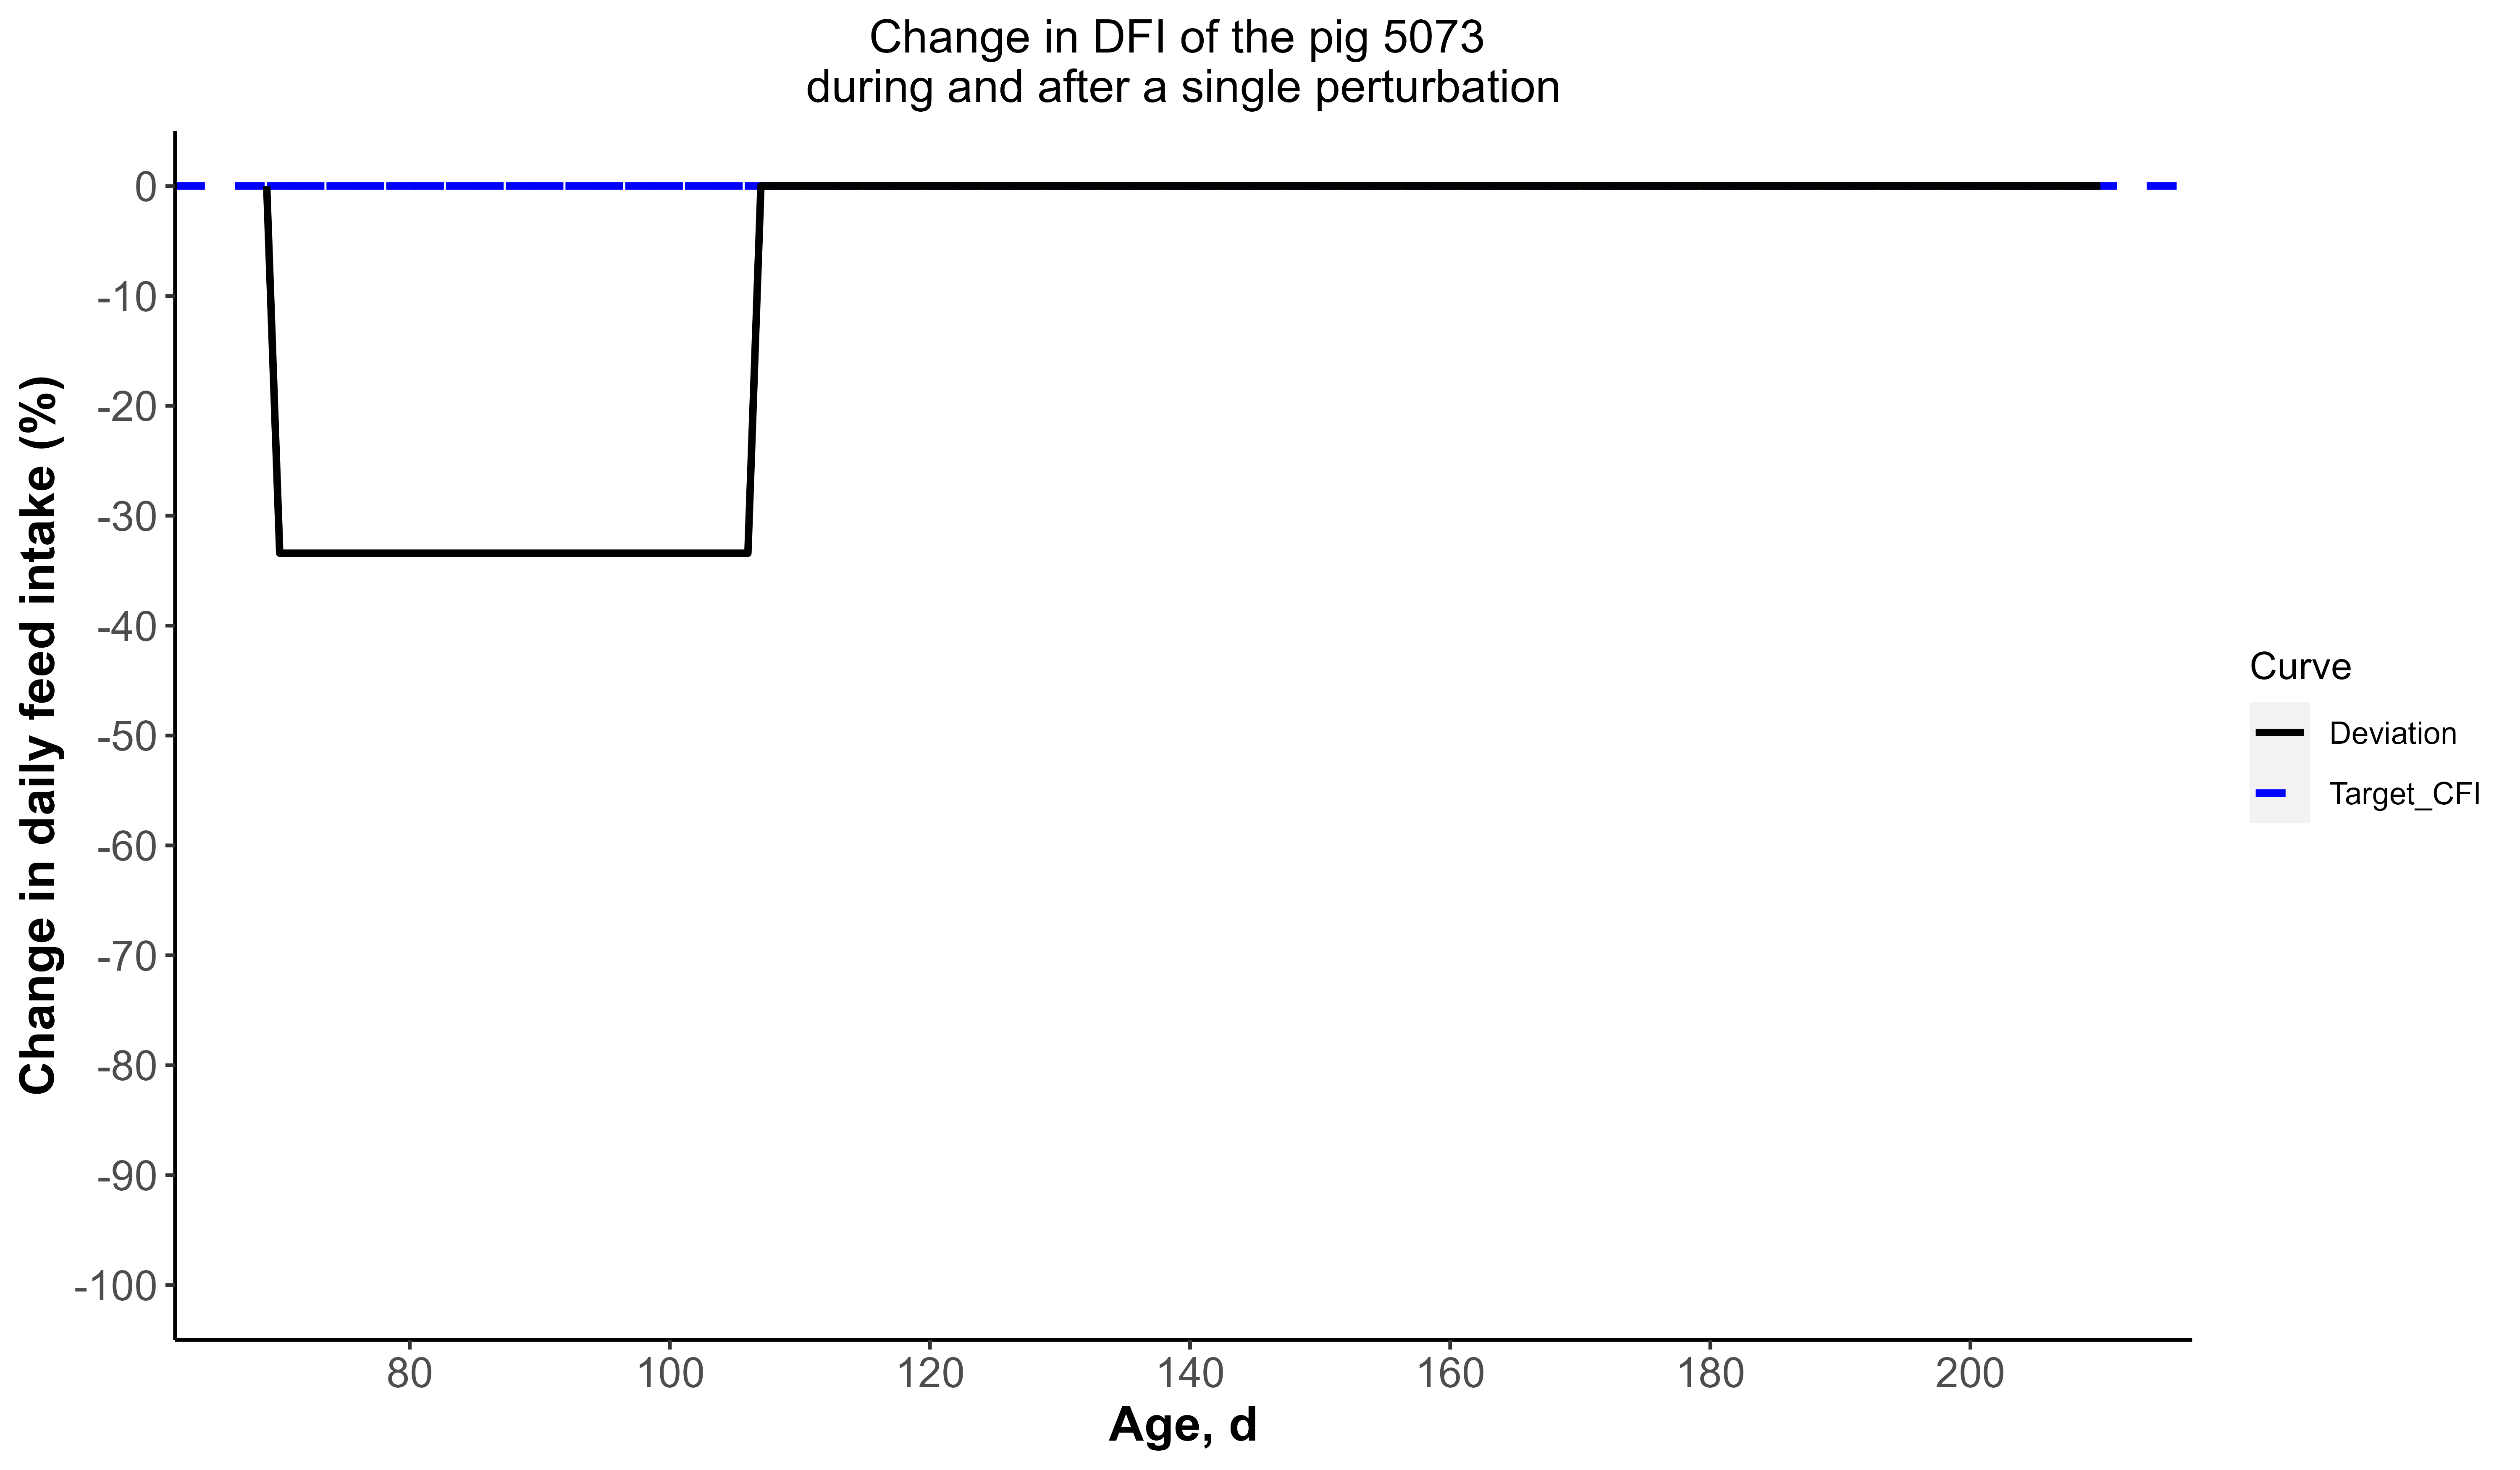 Change in DFI of the pig 5073
during and after a single perturbation
Change in daily feed intake (%)
0
-10
-20
-30
-40
-50
-60
-70
-80
-90
-100
80
100
120
140
160
180
200
Age, d
Curve
Deviation
Target_CFI